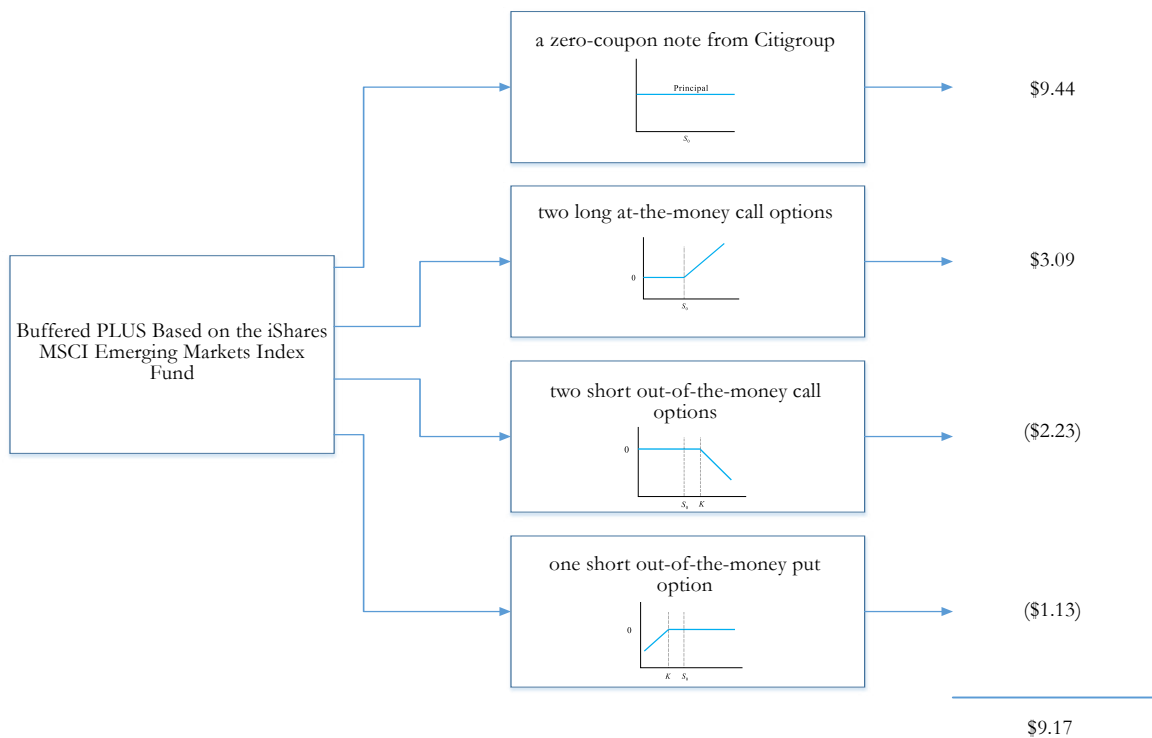 a zero-coupon note from Citigroup
Principal
S₀
$9.44
two long at-the-money call options
0
S₀
$3.09
Buffered PLUS Based on the iShares
MSCI Emerging Markets Index
Fund
two short out-of-the-money call
options
0
S₀ K
($2.23)
one short out-of-the-money put
option
0
K S₀
($1.13)
$9.17